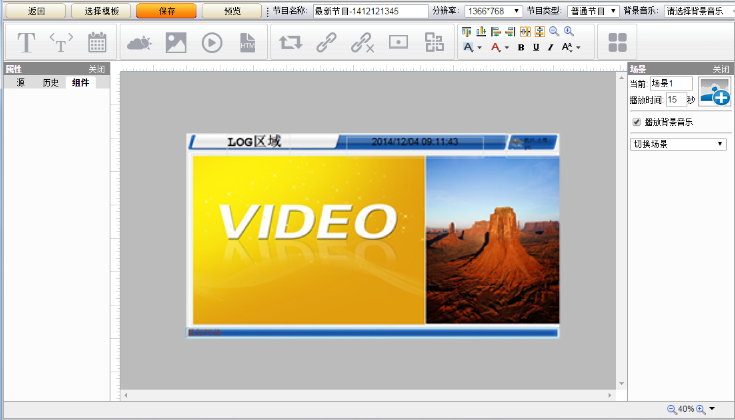 返回 选择模板 保存 预览 节目名称: 最新节目-1412121345 分辨率: 1366*768 节目类型: 普通节目 背景音乐: 请选择背景音乐
T <T> HTM A A B U I AA
属性 关闭
源 历史 组件
LOG区域 2014/12/04 09:11:43
VIDEO
场景 关闭
当前: 场景1
播放时间: 15 秒
播放背景音乐
切换场景
40%